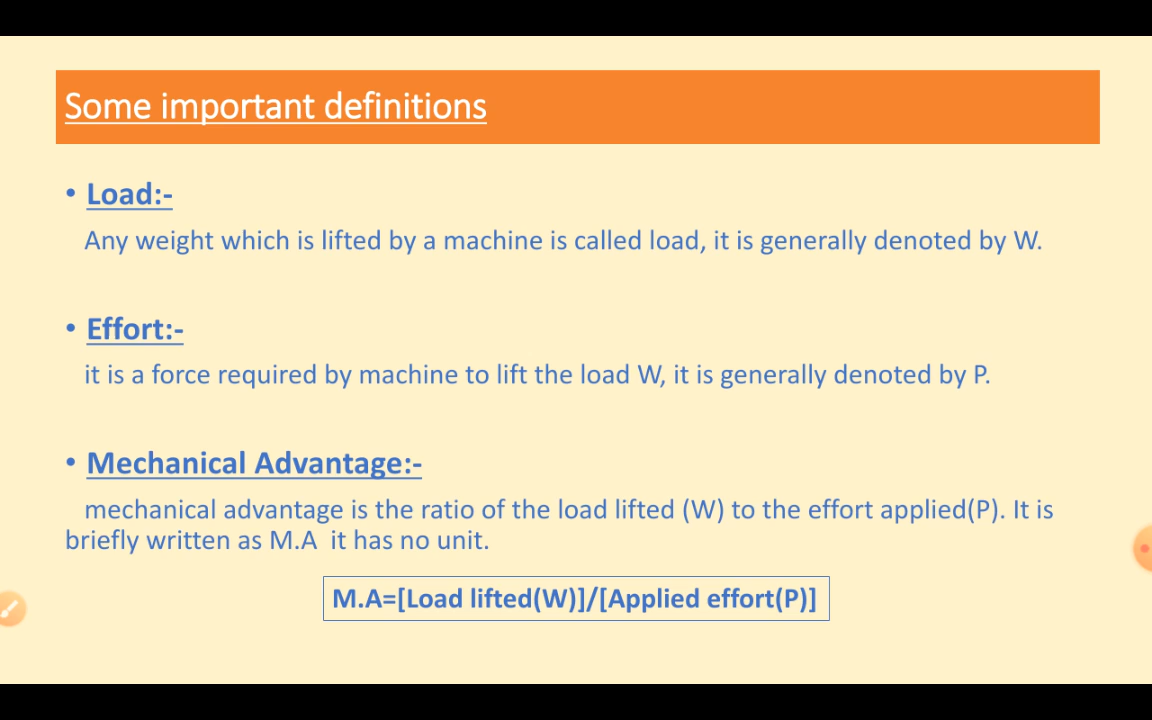 Some important definitions
• Load:-
Any weight which is lifted by a machine is called load, it is generally denoted by W.
• Effort:-
it is a force required by machine to lift the load W, it is generally denoted by P.
• Mechanical Advantage:-
mechanical advantage is the ratio of the load lifted (W) to the effort applied(P). It is
briefly written as M.A  it has no unit.
M.A=[Load lifted(W)]/[Applied effort(P)]